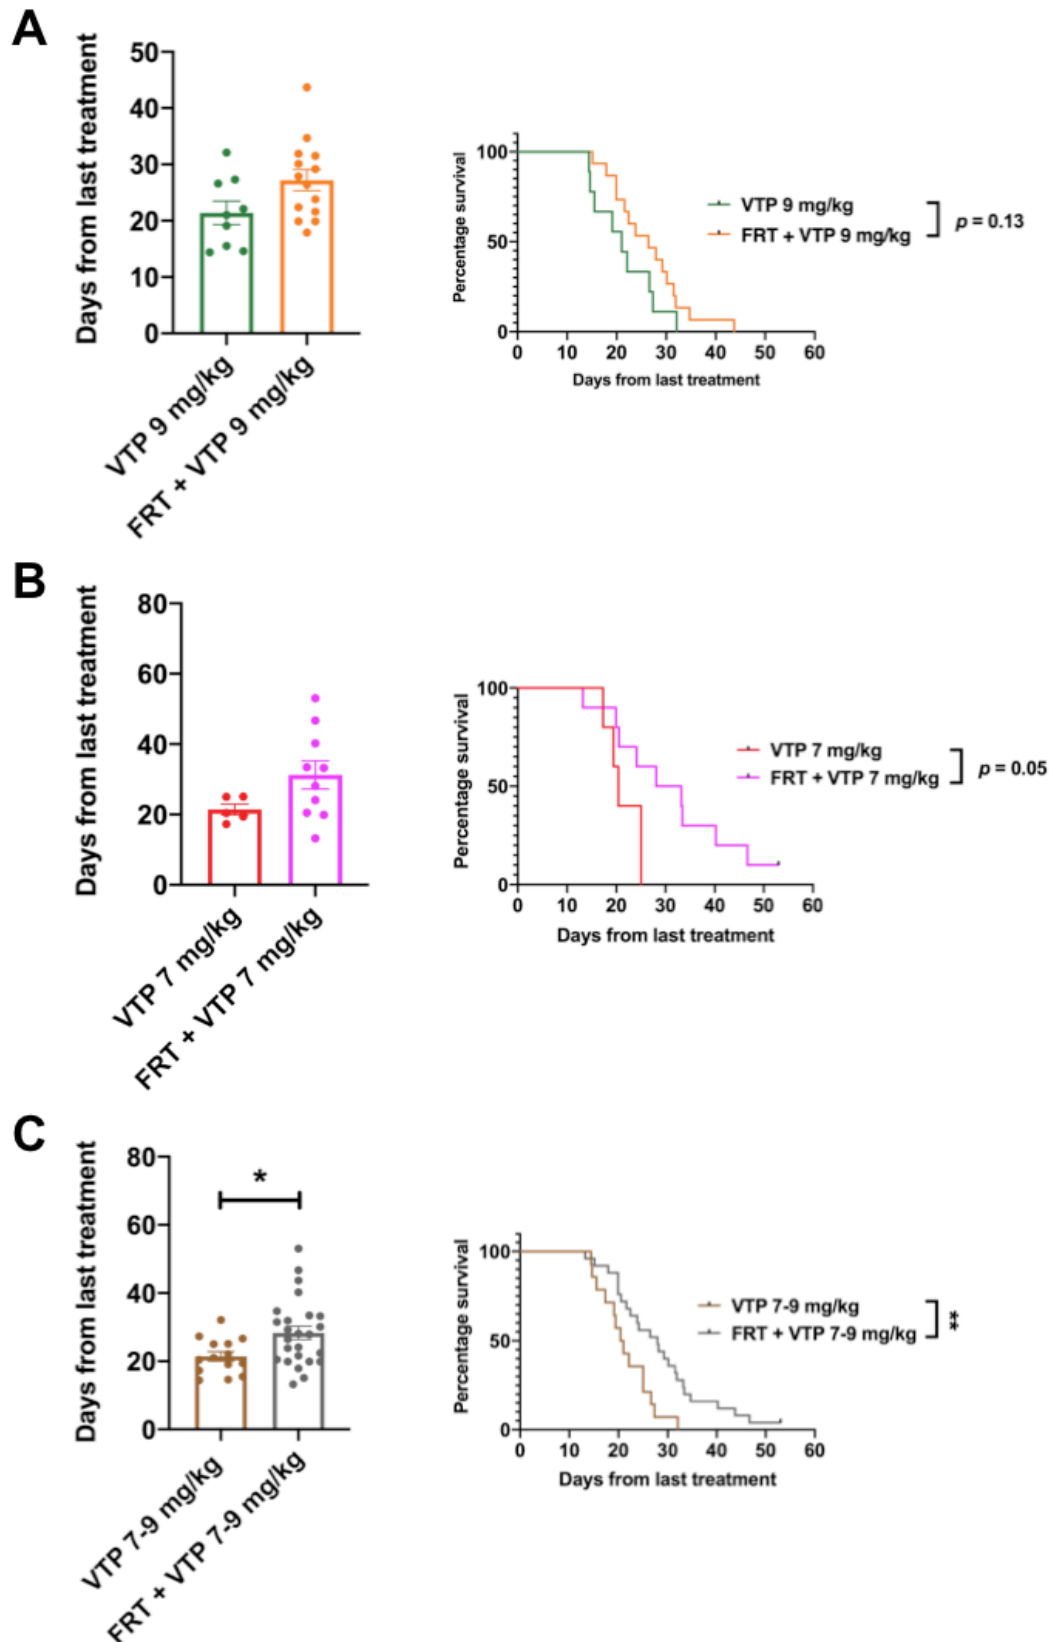 A
Days from last treatment
50
40
30
20
10
0
VTP 9 mg/kg
FRT + VTP 9 mg/kg
Percentage survival
100
50
0
0 10 20 30 40 50 60
Days from last treatment
VTP 9 mg/kg
FRT + VTP 9 mg/kg
p = 0.13
B
Days from last treatment
80
60
40
20
0
VTP 7 mg/kg
FRT + VTP 7 mg/kg
Percentage survival
100
50
0
0 10 20 30 40 50 60
Days from last treatment
VTP 7 mg/kg
FRT + VTP 7 mg/kg
p = 0.05
C
Days from last treatment
80
60
40
20
0
*
VTP 7-9 mg/kg
FRT + VTP 7-9 mg/kg
Percentage survival
100
50
0
0 10 20 30 40 50 60
Days from last treatment
VTP 7-9 mg/kg
FRT + VTP 7-9 mg/kg
**